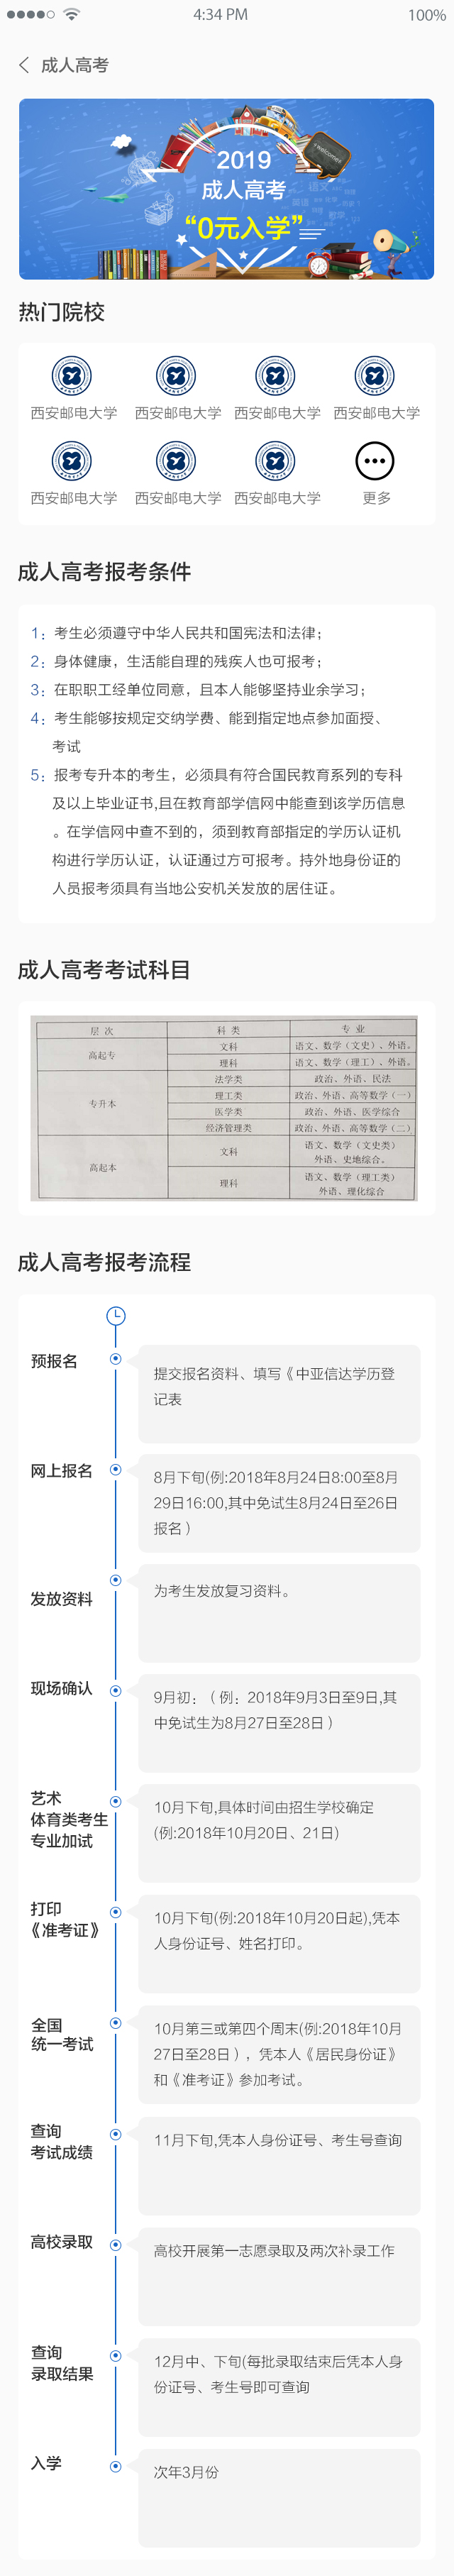 4:34 PM
100%
成人高考
2019
成人高考
“0元入学”
welcome
热门院校
西安邮电大学 西安邮电大学 西安邮电大学 西安邮电大学
西安邮电大学 西安邮电大学 西安邮电大学 更多
成人高考报考条件
1：考生必须遵守中华人民共和国宪法和法律；
2：身体健康，生活能自理的残疾人也可报考；
3：在职职工经单位同意，且本人能够坚持业余学习；
4：考生能够按规定交纳学费、能到指定地点参加面授、
考试
5：报考专升本的考生，必须具有符合国民教育系列的专科
及以上毕业证书,且在教育部学信网中能查到该学历信息
。在学信网中查不到的，须到教育部指定的学历认证机
构进行学历认证，认证通过方可报考。持外地身份证的
人员报考须具有当地公安机关发放的居住证。
成人高考考试科目
层 次 科 类 专 业
高起专 文科 语文、数学（文史）、外语。
理科 语文、数学（理工）、外语。
专升本 法学类 政治、外语、民法
理工类 政治、外语、高等数学（一）
医学类 政治、外语、医学综合
经济管理类 政治、外语、高等数学（二）
高起本 文科 语文、数学（文史类）
外语、史地综合。
理科 语文、数学（理工类）
外语、理化综合
成人高考报考流程
预报名
提交报名资料、填写《中亚信达学历登
记表
网上报名
8月下旬(例:2018年8月24日8:00至8月
29日16:00,其中免试生8月24日至26日
报名）
发放资料
为考生发放复习资料。
现场确认
9月初：（例：2018年9月3日至9日,其
中免试生为8月27日至28日）
艺术
体育类考生
专业加试
10月下旬,具体时间由招生学校确定
(例:2018年10月20日、21日)
打印
《准考证》
10月下旬(例:2018年10月20日起),凭本
人身份证号、姓名打印。
全国
统一考试
10月第三或第四个周末(例:2018年10月
27日至28日），凭本人《居民身份证》
和《准考证》参加考试。
查询
考试成绩
11月下旬,凭本人身份证号、考生号查询
高校录取
高校开展第一志愿录取及两次补录工作
查询
录取结果
12月中、下旬(每批录取结束后凭本人身
份证号、考生号即可查询
入学
次年3月份